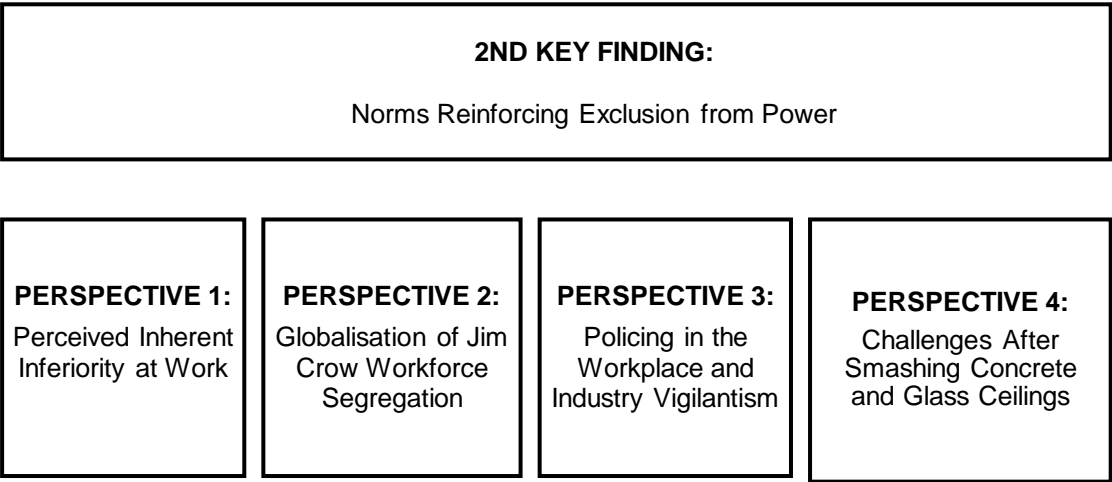 2ND KEY FINDING:
Norms Reinforcing Exclusion from Power
PERSPECTIVE 1:
Perceived Inherent
Inferiority at Work
PERSPECTIVE 2:
Globalisation of Jim
Crow Workforce
Segregation
PERSPECTIVE 3:
Policing in the
Workplace and
Industry Vigilantism
PERSPECTIVE 4:
Challenges After
Smashing Concrete
and Glass Ceilings